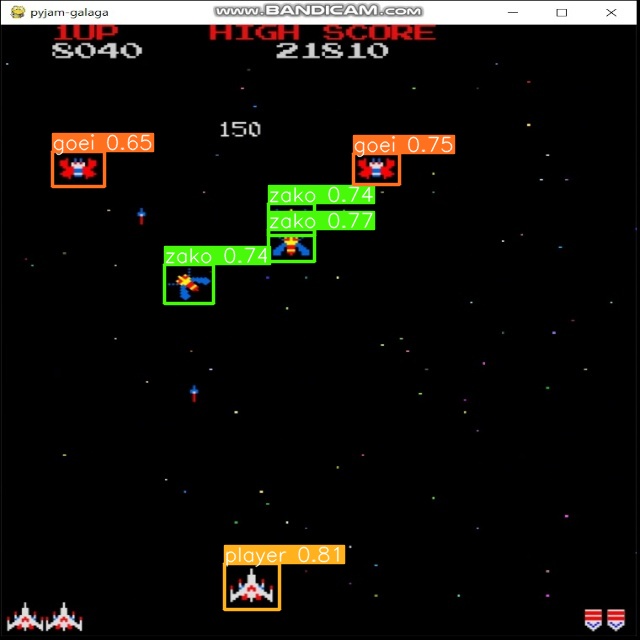 pyjam-galaga
www.BANDICAM.com
1UP HIGH SCORE
8040 21810
150
goei 0.65
goei 0.75
zako 0.74
zako 0.77
zako 0.74
player 0.81